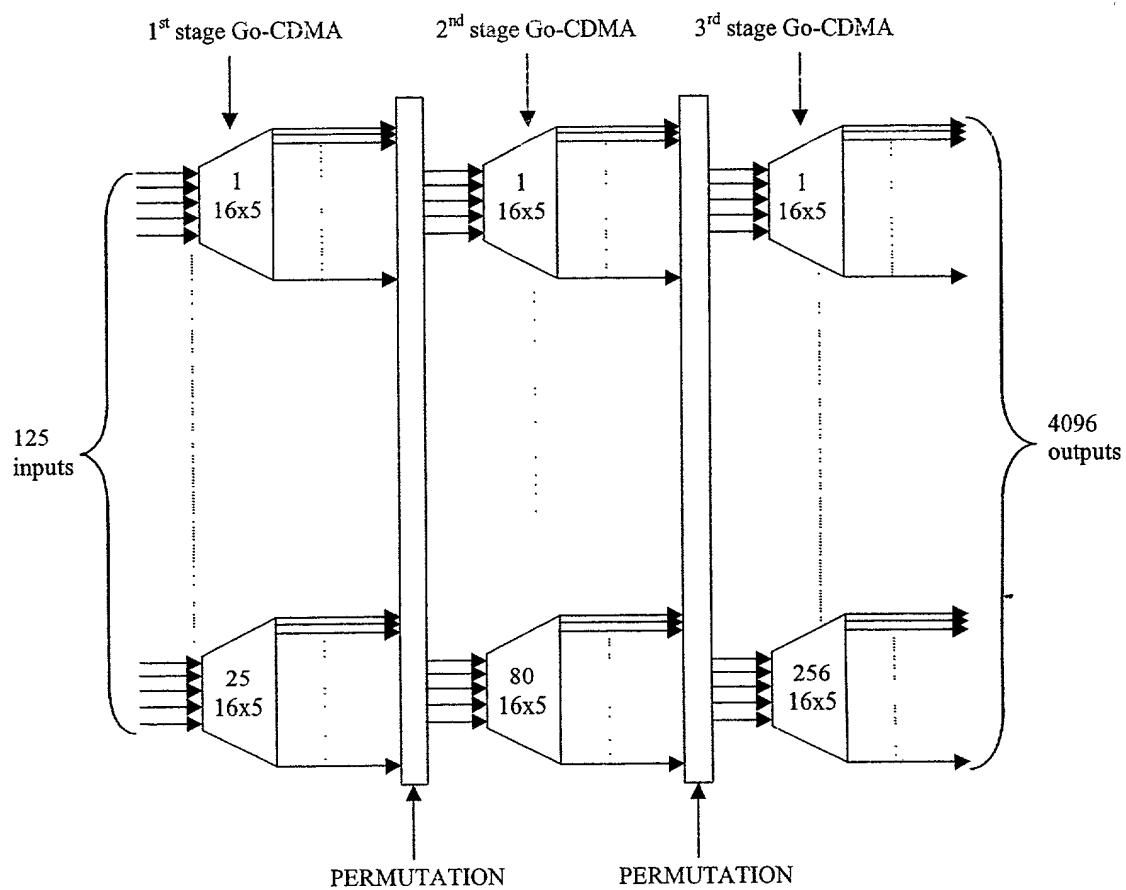 1st stage Go-CDMA
2nd stage Go-CDMA
3rd stage Go-CDMA
1
16x5
1
16x5
1
16x5
125
inputs
4096
outputs
25
16x5
80
16x5
256
16x5
PERMUTATION
PERMUTATION